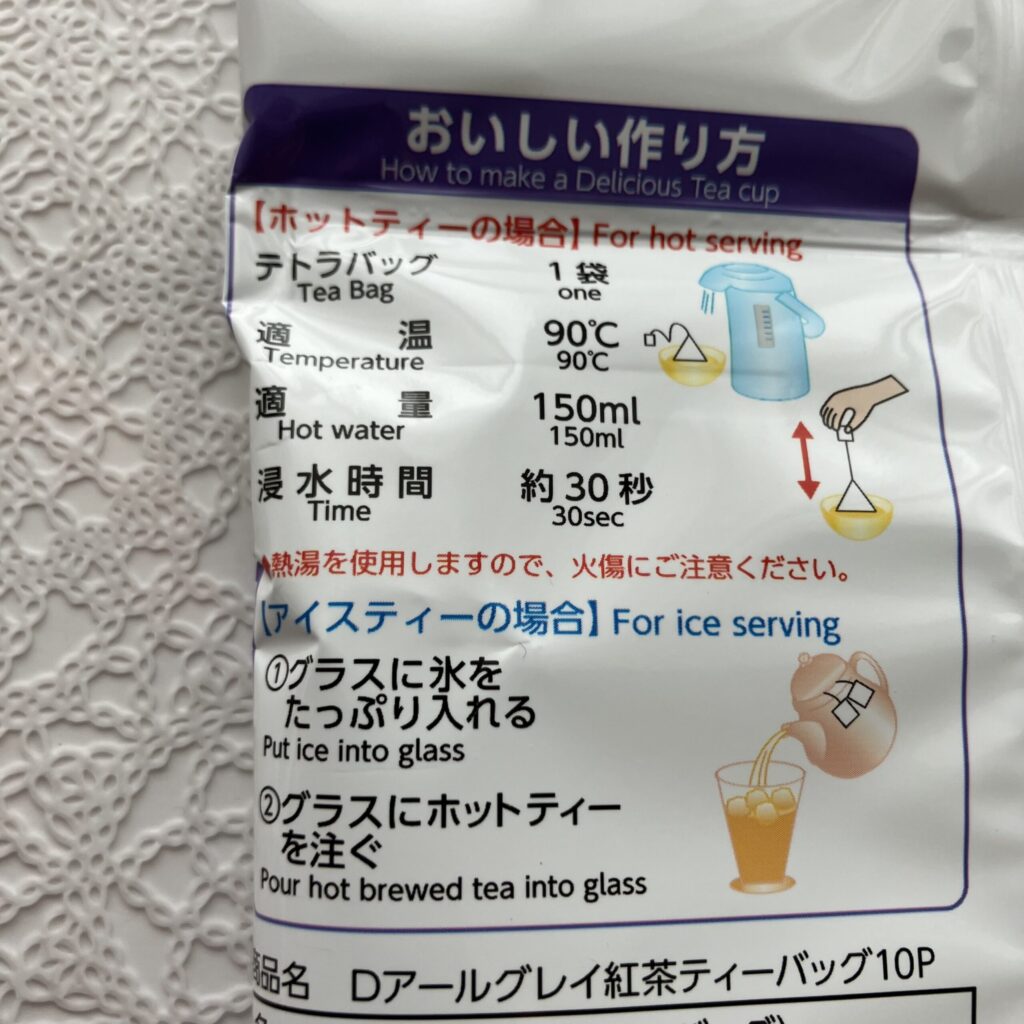 おいしい作り方
How to make a Delicious Tea cup
【ホットティーの場合】For hot serving
テトラバッグ 1袋
Tea Bag one
適温 90℃
Temperature 90℃
適量 150ml
Hot water 150ml
浸水時間 約30秒
Time 30sec
熱湯を使用しますので、火傷にご注意ください。
【アイスティーの場合】For ice serving
①グラスに氷を
たっぷり入れる
Put ice into glass
②グラスにホットティー
を注ぐ
Pour hot brewed tea into glass
商品名 Dアールグレイ紅茶ティーバッグ10P